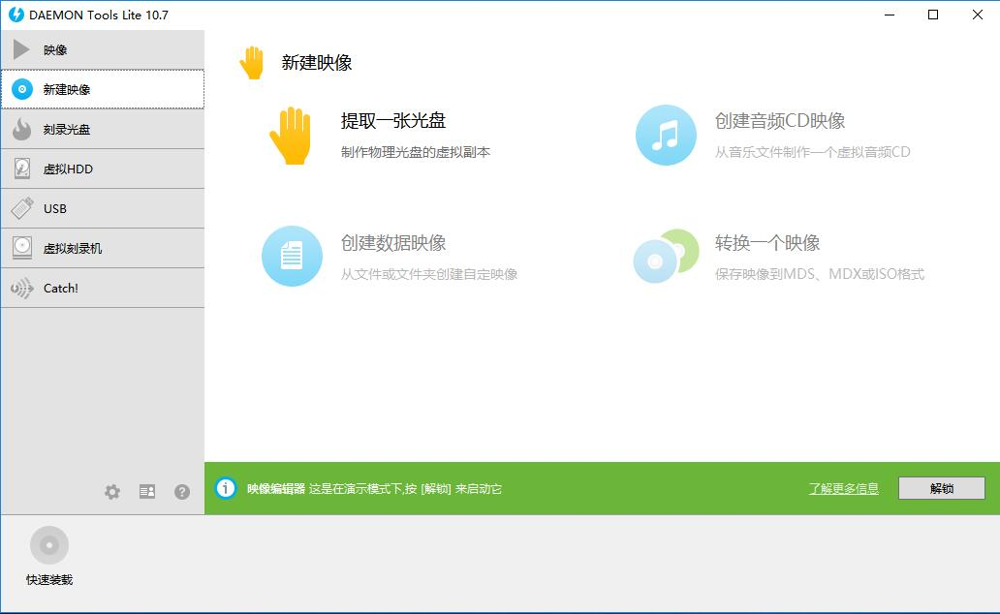 DAEMON Tools Lite 10.7
映像
新建映像
刻录光盘
虚拟HDD
USB
虚拟刻录机
Catch!
新建映像
提取一张光盘
制作物理光盘的虚拟副本
创建音频CD映像
从音乐文件制作一个虚拟音频CD
创建数据映像
从文件或文件夹创建自定映像
转换一个映像
保存映像到MDS、MDX或ISO格式
映像编辑器 这是在演示模式下,按 [解锁] 来启动它
了解更多信息
解锁
快速装载